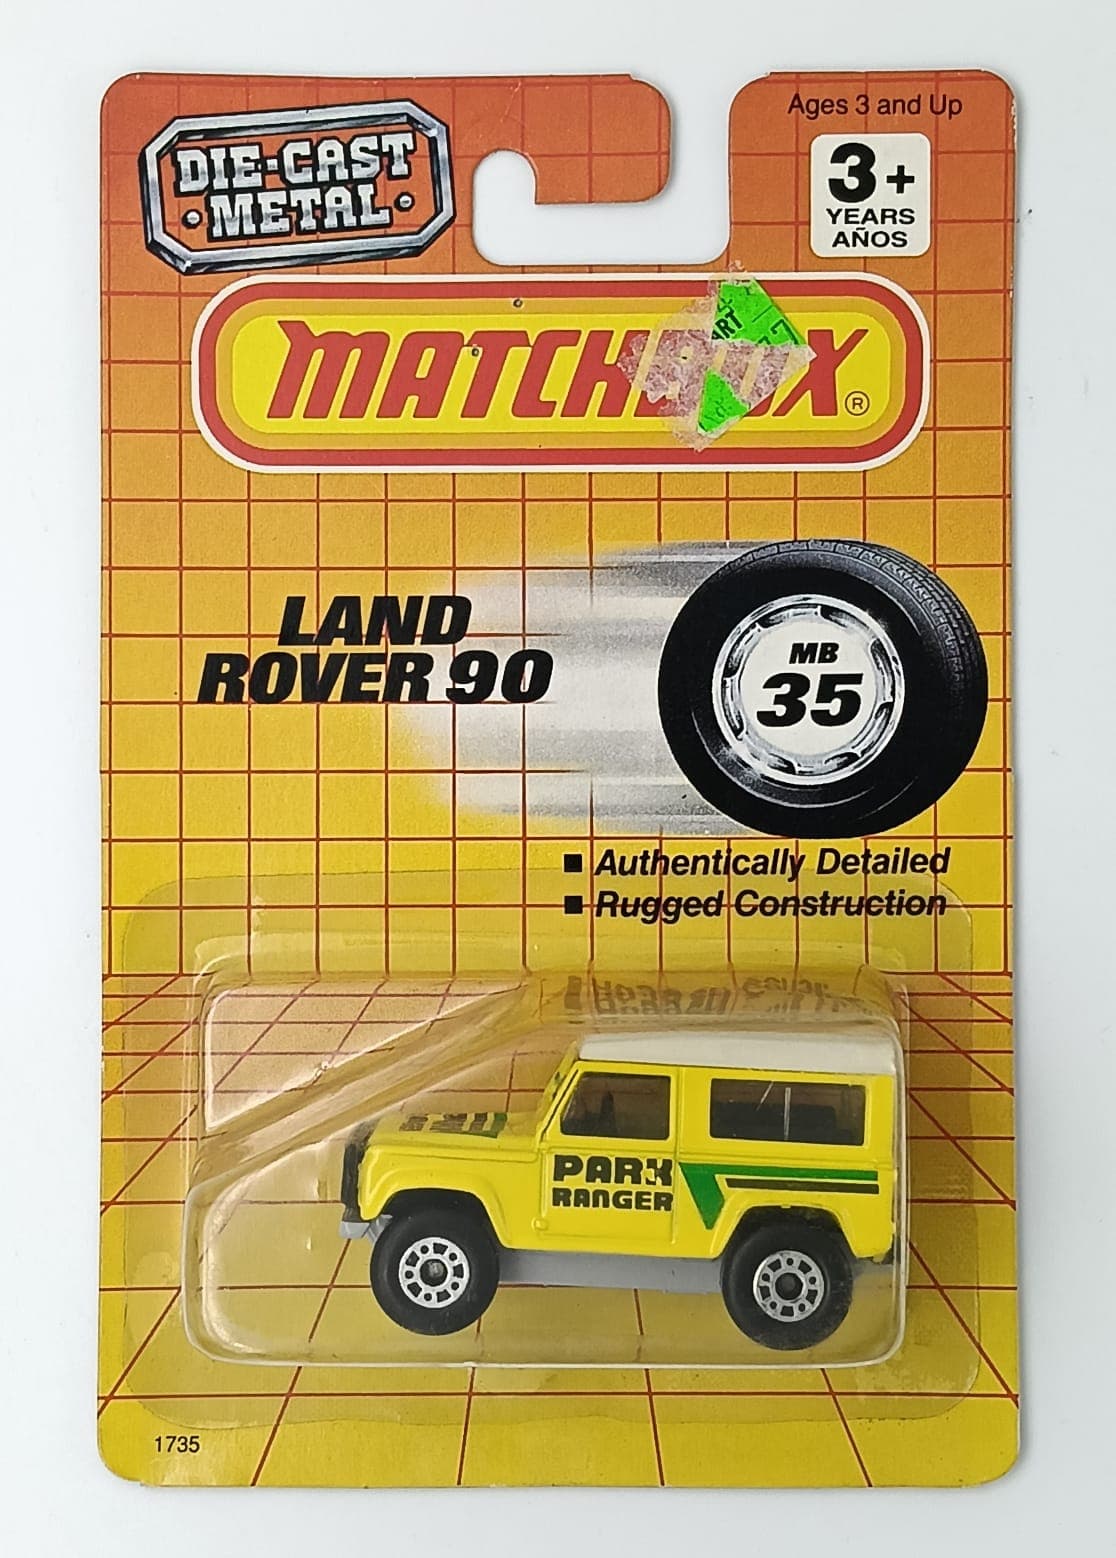 Ages 3 and Up
DIE-CAST
METAL
3+
YEARS
AÑOS
MATCHBOX®
LAND
ROVER 90
MB
35
■ Authentically Detailed
■ Rugged Construction
PARK
RANGER
1735